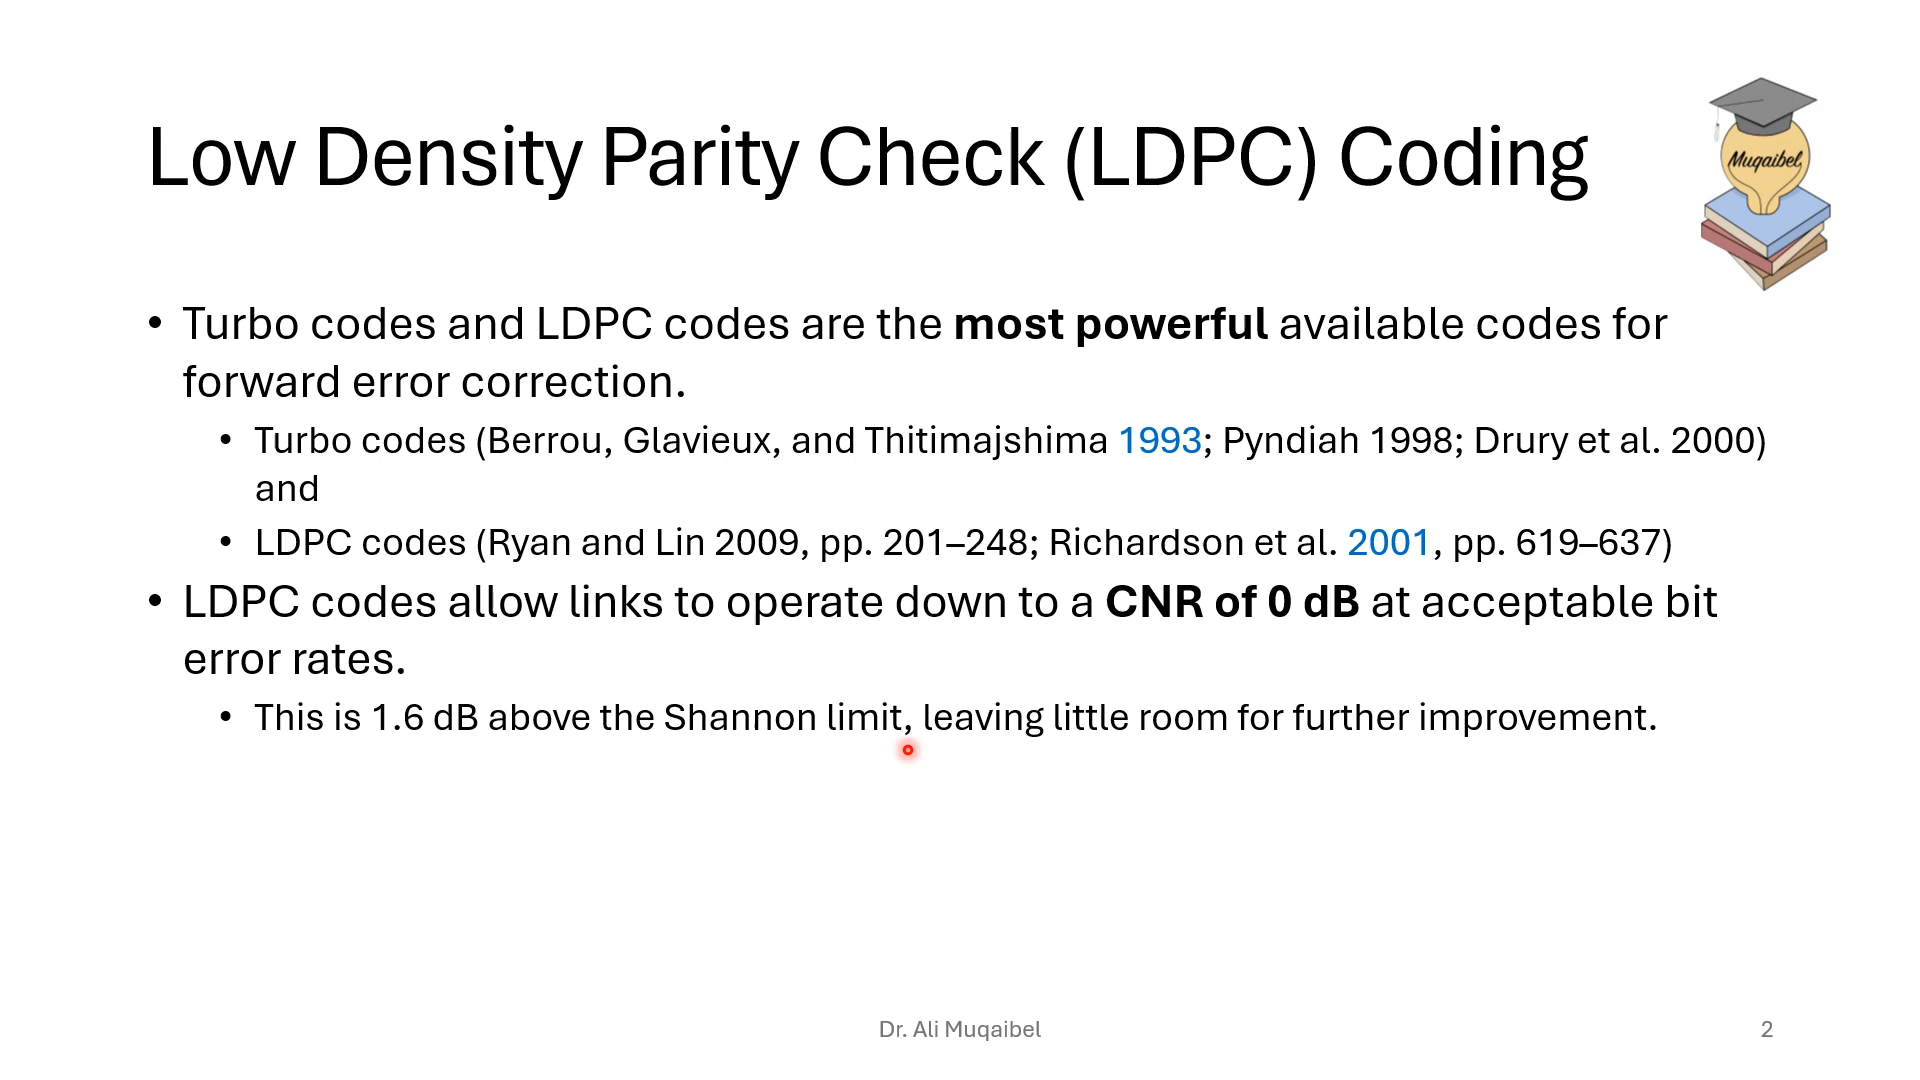 Low Density Parity Check (LDPC) Coding
Muqaibel
• Turbo codes and LDPC codes are the most powerful available codes for
forward error correction.
• Turbo codes (Berrou, Glavieux, and Thitimajshima 1993; Pyndiah 1998; Drury et al. 2000)
and
• LDPC codes (Ryan and Lin 2009, pp. 201–248; Richardson et al. 2001, pp. 619–637)
• LDPC codes allow links to operate down to a CNR of 0 dB at acceptable bit
error rates.
• This is 1.6 dB above the Shannon limit, leaving little room for further improvement.
Dr. Ali Muqaibel
2